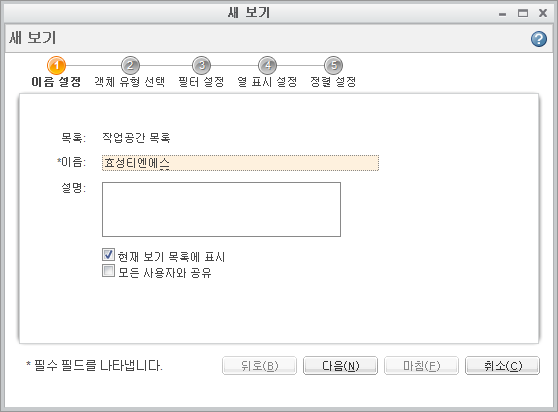 새 보기
새 보기
1 2 3 4 5
이름 설정 객체 유형 선택 필터 설정 열 표시 설정 정렬 설정
목록: 작업공간 목록
*이름: 효성티엔에스
설명:
현재 보기 목록에 표시
모든 사용자와 공유
* 필수 필드를 나타냅니다. 뒤로(B) 다음(N) 마침(F) 취소(C)